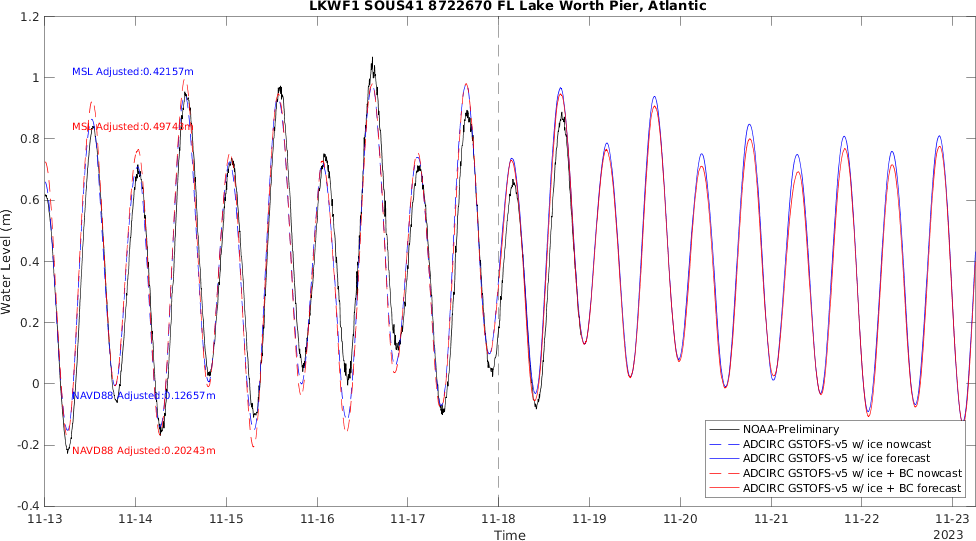 LKWF1 SOUS41 8722670 FL Lake Worth Pier, Atlantic
1.2
1
0.8
0.6
0.4
0.2
0
-0.2
-0.4
Water Level (m)
MSL Adjusted:0.42157m
MSL Adjusted:0.4974
NAVD88 Adjusted:0.12657m
NAVD88 Adjusted:0.20243m
NOAA-Preliminary
ADCIRC GSTOFS-v5 w/ ice nowcast
ADCIRC GSTOFS-v5 w/ ice forecast
ADCIRC GSTOFS-v5 w/ ice + BC nowcast
ADCIRC GSTOFS-v5 w/ ice + BC forecast
11-13 11-14 11-15 11-16 11-17 11-18 11-19 11-20 11-21 11-22 11-23
Time
2023